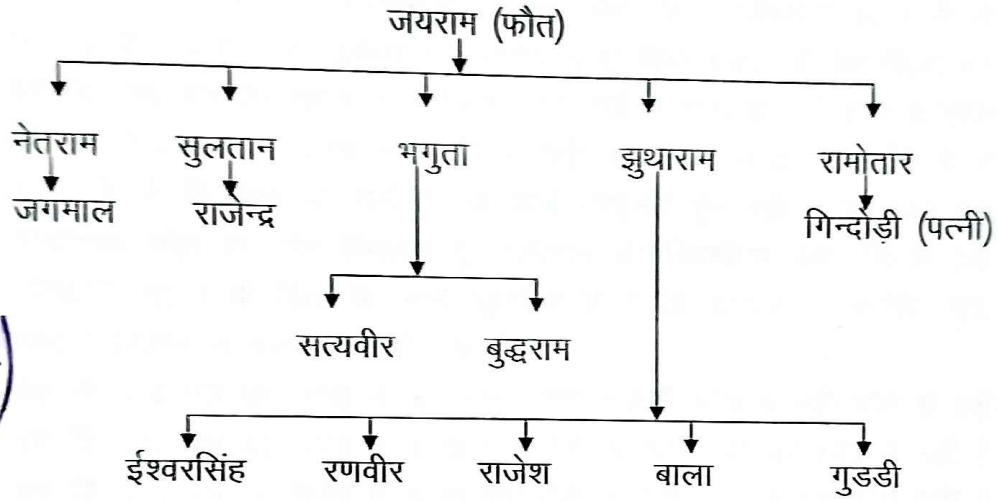 जयराम (फौत)
नेतराम सुलतान भगुता झुथाराम रामोतार
जगमाल राजेन्द्र गिन्दोड़ी (पत्नी)
सत्यवीर बुद्धराम
ईश्वरसिंह रणवीर राजेश बाला गुडडी